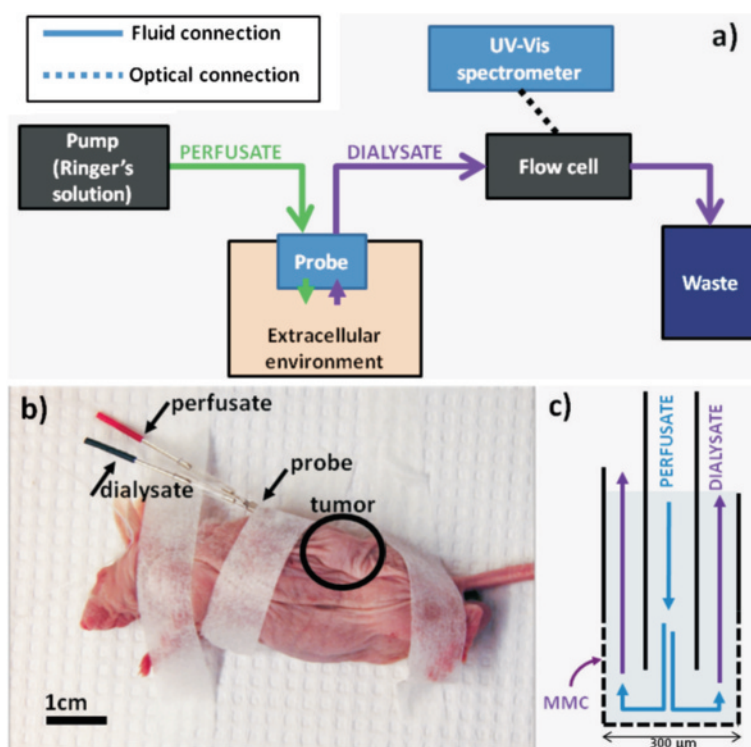 Fluid connection
Optical connection
a)
UV-Vis
spectrometer
Pump
(Ringer's
solution)
PERFUSATE
DIALYSATE
Flow cell
Probe
Extracellular
environment
Waste
b)
perfusate
dialysate
probe
tumor
1cm
c)
PERFUSATE
DIALYSATE
MMC
300 µm